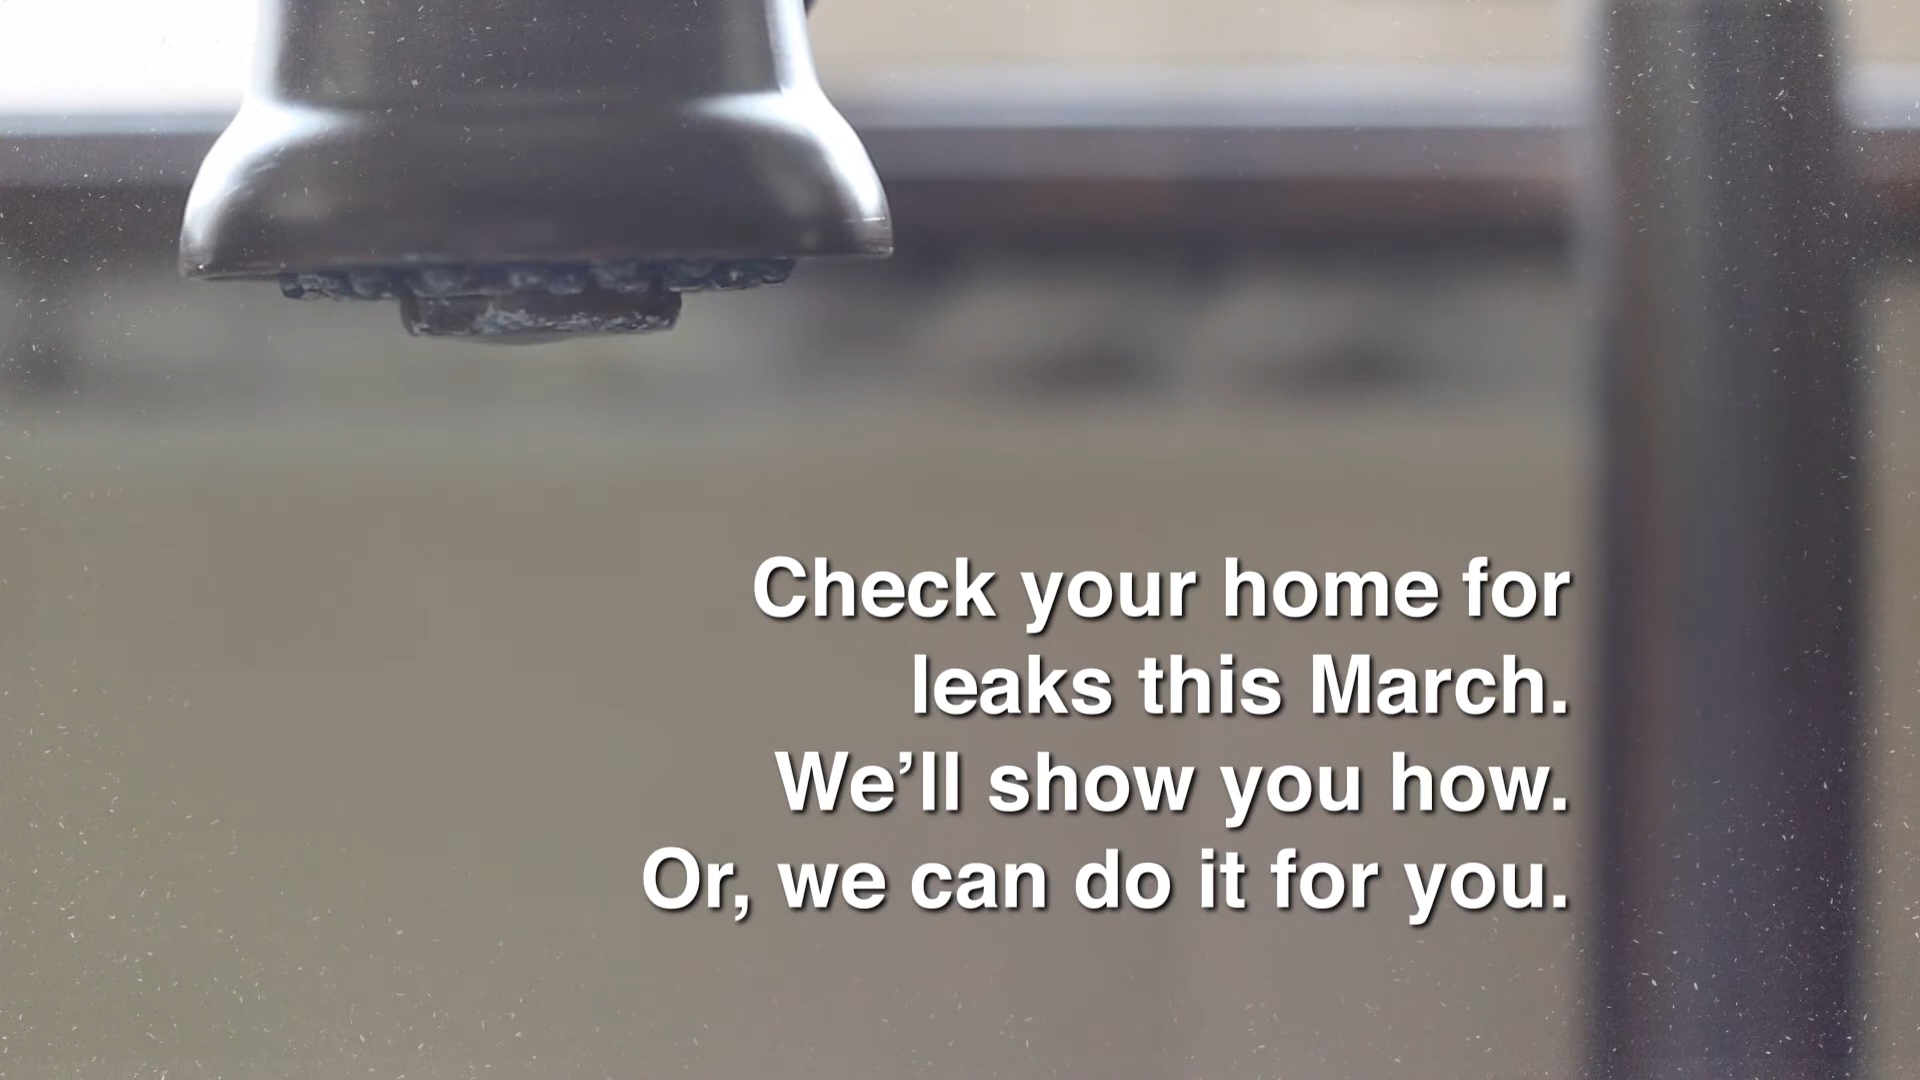 Check your home for
leaks this March.
We’ll show you how.
Or, we can do it for you.